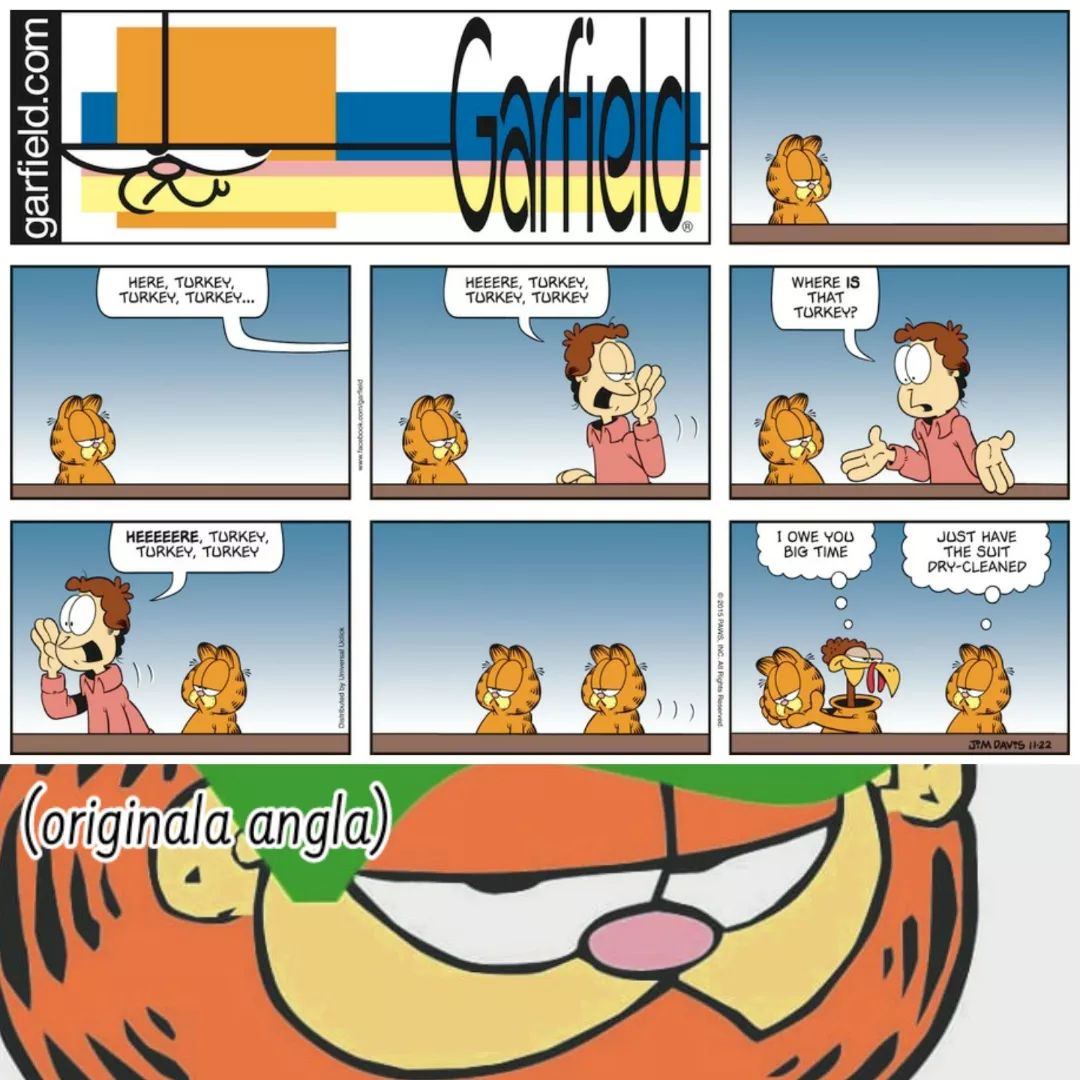 garfield.com
Garfield®
HERE, TURKEY,
TURKEY, TURKEY...
www.facebook.com/garfield
HEEERE, TURKEY,
TURKEY, TURKEY
WHERE IS
THAT
TURKEY?
HEEEEERE, TURKEY,
TURKEY, TURKEY
Distributed by Universal Uclick
© 2015 PAWS, INC. All Rights Reserved.
I OWE YOU
BIG TIME
JUST HAVE
THE SUIT
DRY-CLEANED
JIM DAVIS 11-22
(originala angla)